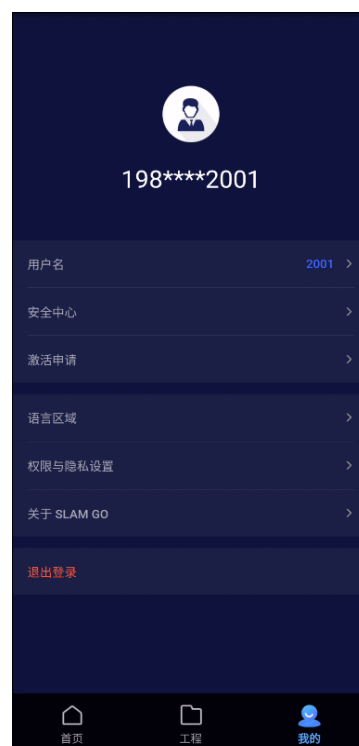 198****2001
用户名 2001
安全中心
激活申请
语言区域
权限与隐私设置
关于 SLAM GO
退出登录
首页 工程 我的